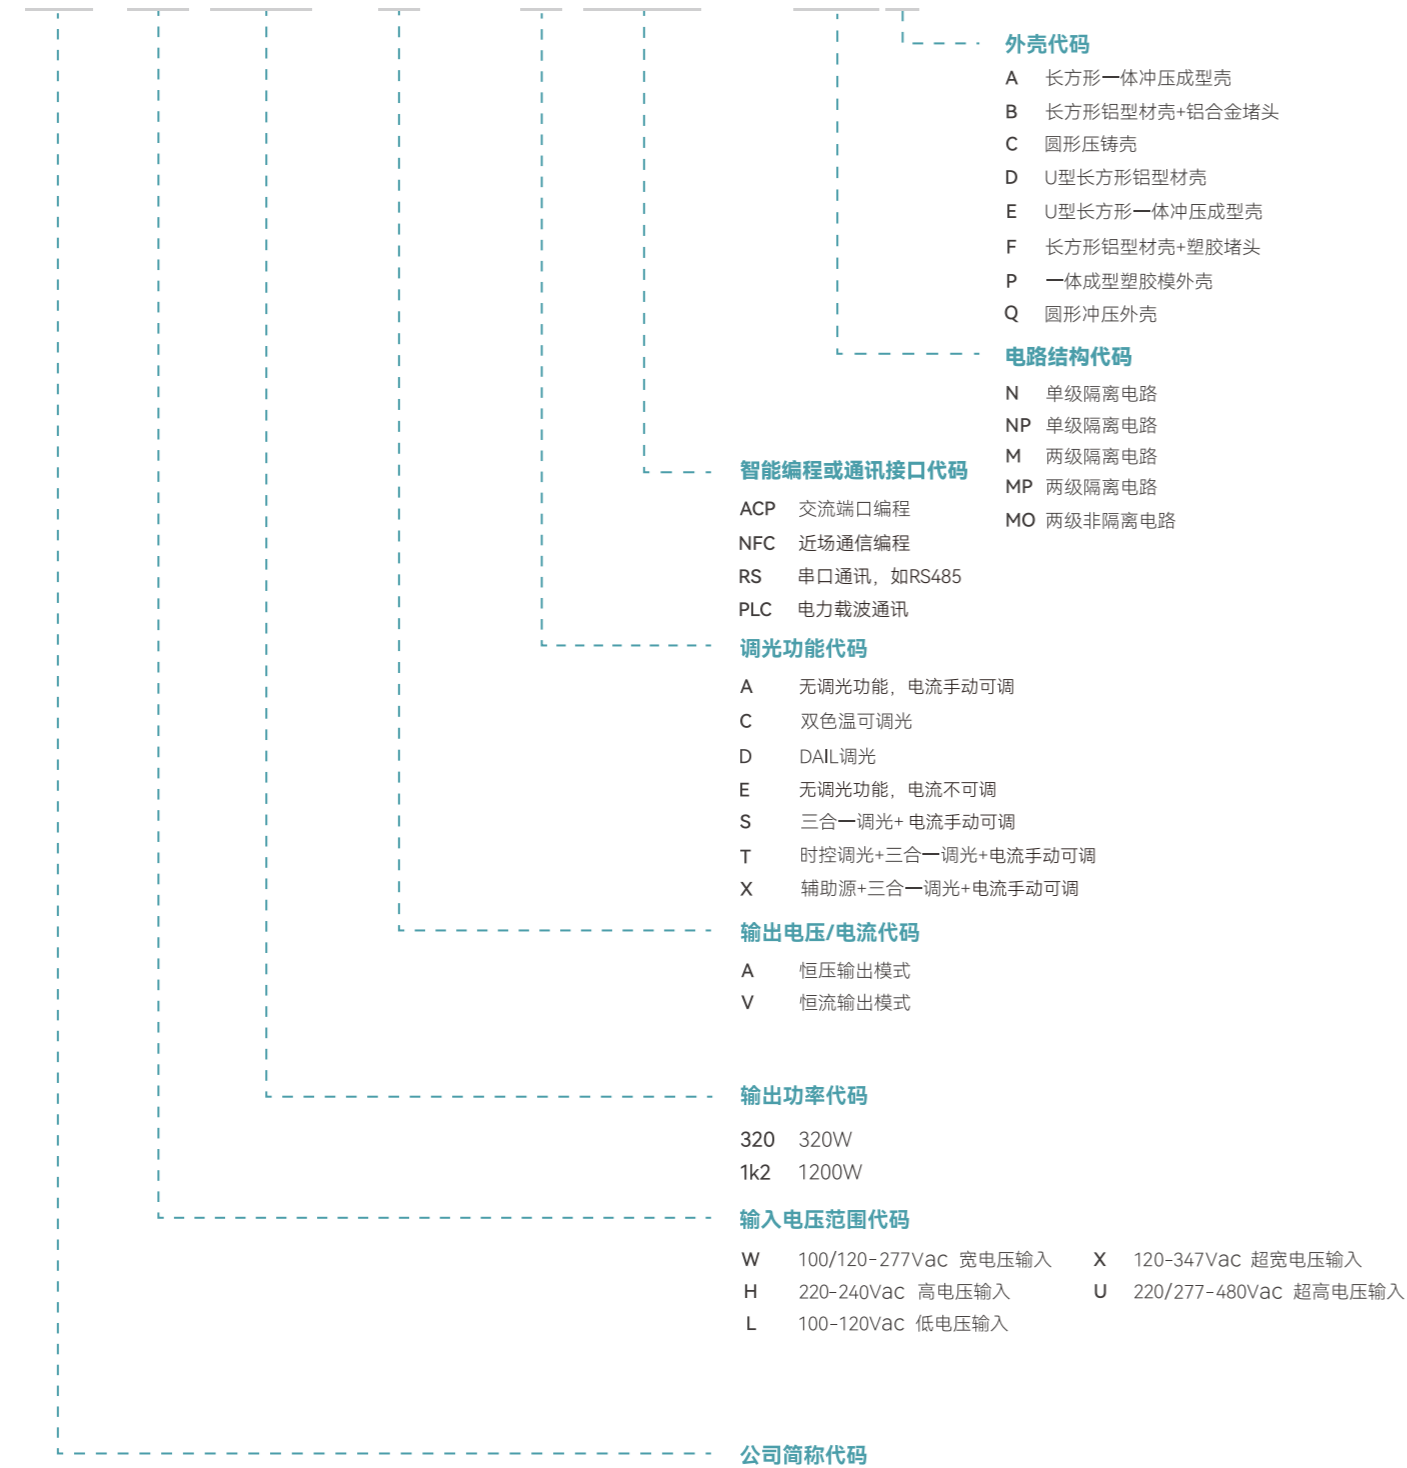 外壳代码
A 长方形一体冲压成型壳
B 长方形铝型材壳+铝合金堵头
C 圆形压铸壳
D U型长方形铝型材壳
E U型长方形一体冲压成型壳
F 长方形铝型材壳+塑胶堵头
P 一体成型塑胶模外壳
Q 圆形冲压外壳
电路结构代码
N 单级隔离电路
NP 单级隔离电路
M 两级隔离电路
MP 两级隔离电路
MO 两级非隔离电路
智能编程或通讯接口代码
ACP 交流端口编程
NFC 近场通信编程
RS 串口通讯，如RS485
PLC 电力载波通讯
调光功能代码
A 无调光功能，电流手动可调
C 双色温可调光
D DAIL调光
E 无调光功能，电流不可调
S 三合一调光+ 电流手动可调
T 时控调光+三合一调光+电流手动可调
X 辅助源+三合一调光+电流手动可调
输出电压/电流代码
A 恒压输出模式
V 恒流输出模式
输出功率代码
320 320W
1k2 1200W
输入电压范围代码
W 100/120-277Vac 宽电压输入 X 120-347Vac 超宽电压输入
H 220-240Vac 高电压输入 U 220/277-480Vac 超高电压输入
L 100-120Vac 低电压输入
公司简称代码